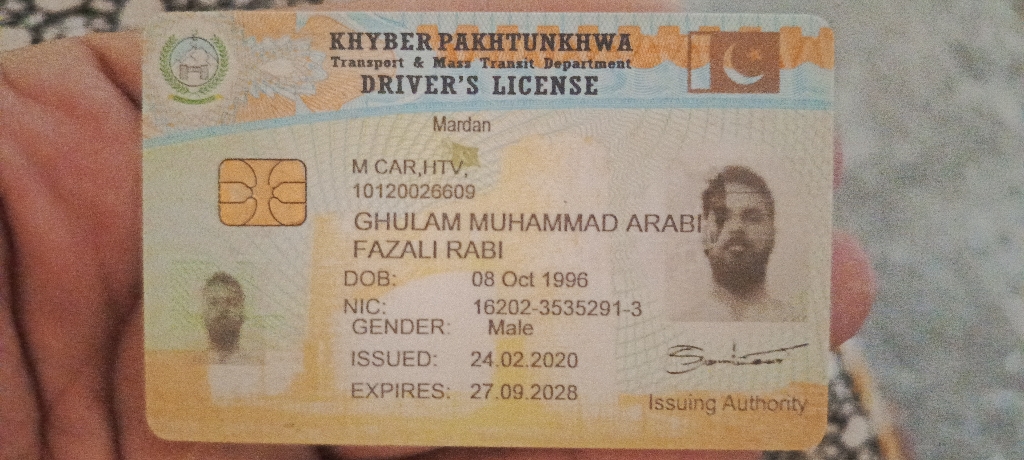 KHYBER PAKHTUNKHWA
Transport & Mass Transit Department
DRIVER'S LICENSE
Mardan
M CAR,HTV,
10120026609
GHULAM MUHAMMAD ARABI
FAZALI RABI
DOB: 08 Oct 1996
NIC: 16202-3535291-3
GENDER: Male
ISSUED: 24.02.2020
EXPIRES: 27.09.2028
Issuing Authority